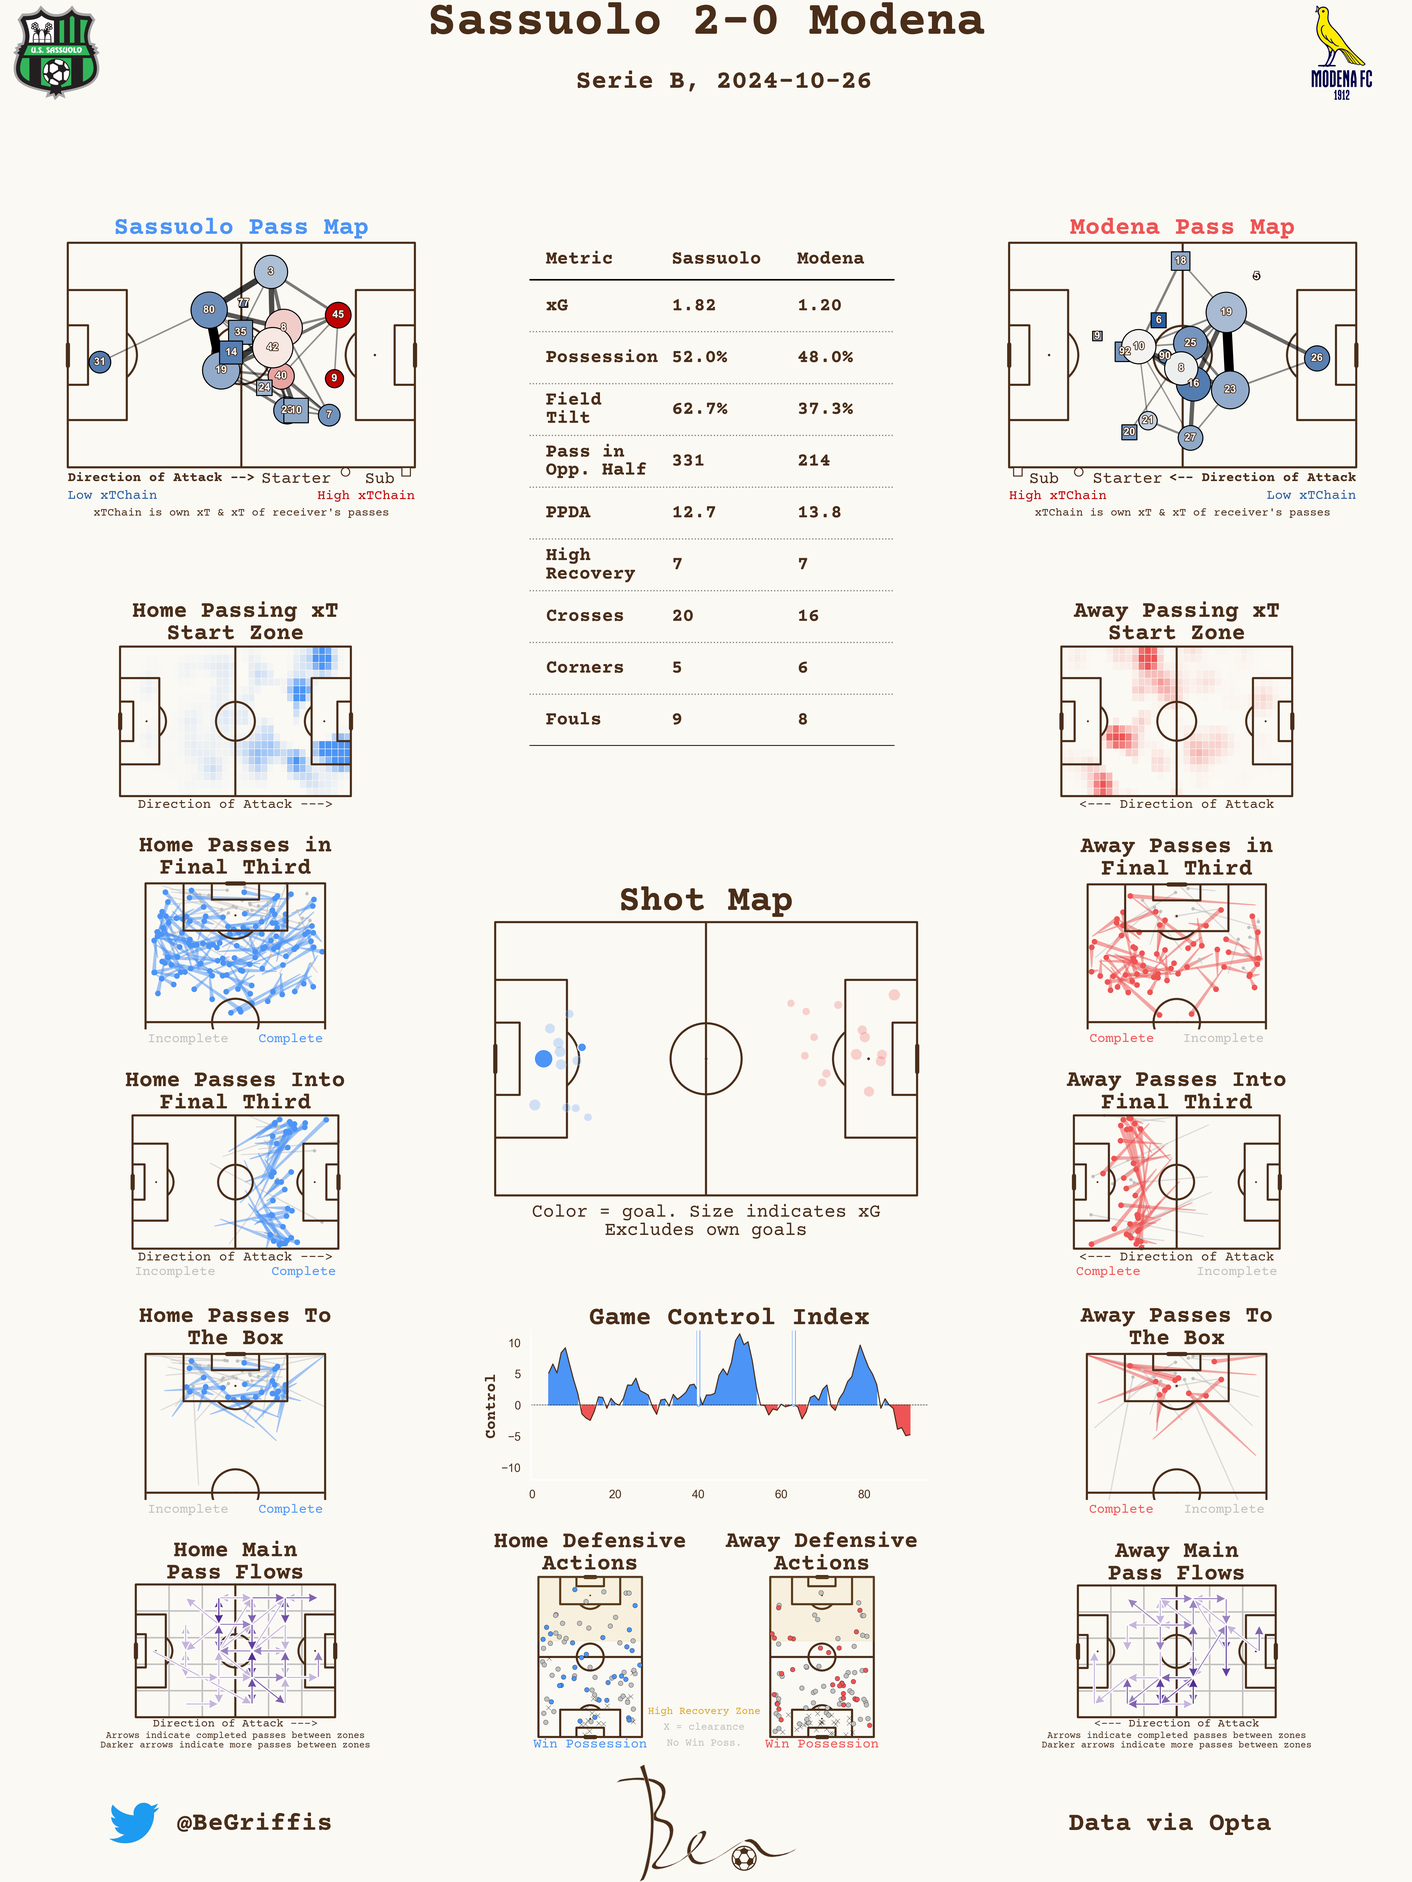 Sassuolo 2-0 Modena
Serie B, 2024-10-26
U.S. SASSUOLO
MODENA FC
1912
Sassuolo Pass Map
3
77
80
45
8
35
42
14
31
19
40
9
24
10
7
Direction of Attack --> Starter Sub
Low xTChain High xTChain
xTChain is own xT & xT of receiver's passes
Metric Sassuolo Modena
xG 1.82 1.20
Possession 52.0% 48.0%
Field
Tilt 62.7% 37.3%
Pass in
Opp. Half 331 214
PPDA 12.7 13.8
High
Recovery 7 7
Crosses 20 16
Corners 5 6
Fouls 9 8
Modena Pass Map
18
5
19
6
9
10
25
92
90
26
8
16
23
21
20
27
Sub Starter <-- Direction of Attack
High xTChain Low xTChain
xTChain is own xT & xT of receiver's passes
Home Passing xT
Start Zone
Direction of Attack --->
Away Passing xT
Start Zone
<--- Direction of Attack
Home Passes in
Final Third
Incomplete Complete
Away Passes in
Final Third
Complete Incomplete
Shot Map
Color = goal. Size indicates xG
Excludes own goals
Home Passes Into
Final Third
Direction of Attack --->
Incomplete Complete
Away Passes Into
Final Third
<--- Direction of Attack
Complete Incomplete
Home Passes To
The Box
Incomplete Complete
Game Control Index
Control
10
5
0
−5
−10
0 20 40 60 80
Away Passes To
The Box
Complete Incomplete
Home Main
Pass Flows
Direction of Attack --->
Arrows indicate completed passes between zones
Darker arrows indicate more passes between zones
Home Defensive
Actions
Win Possession
Away Defensive
Actions
Win Possession
High Recovery Zone
X = clearance
No Win Poss.
Away Main
Pass Flows
<--- Direction of Attack
Arrows indicate completed passes between zones
Darker arrows indicate more passes between zones
@BeGriffis
Ben
Data via Opta